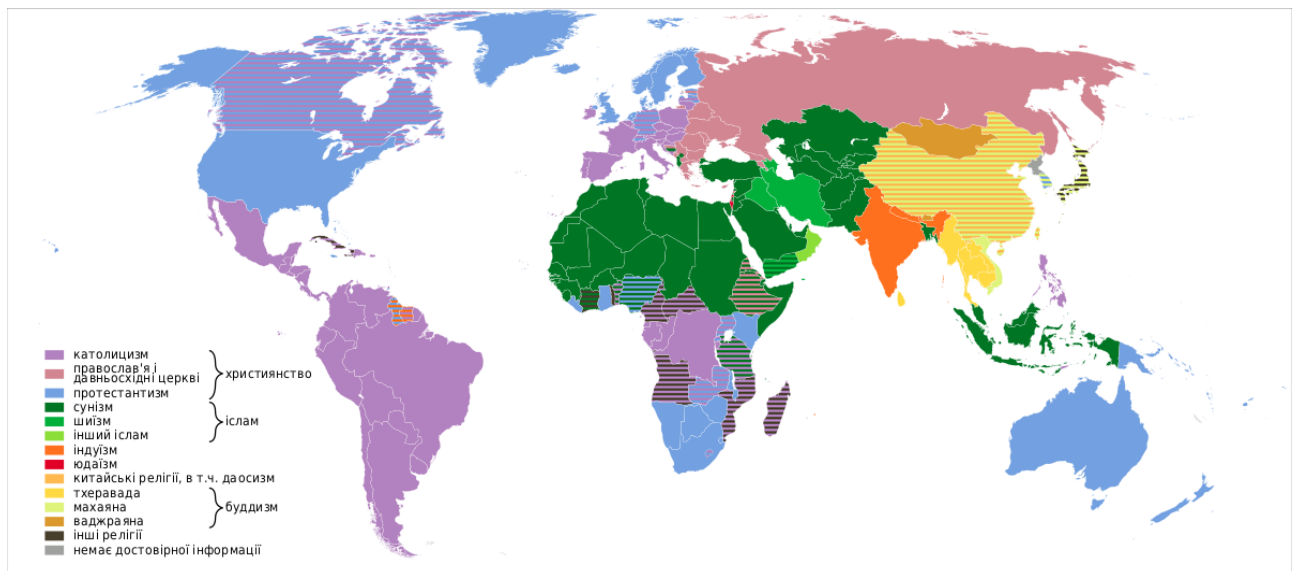 католицизм
православ'я і
давньосхідні церкві
християнство
протестантизм
сунізм
шиїзм
іслам
інший іслам
індуїзм
юдаїзм
китайські релігії, в т.ч. даосизм
тхеравада
махаяна
буддизм
ваджраяна
інші релігії
немає достовірної інформації